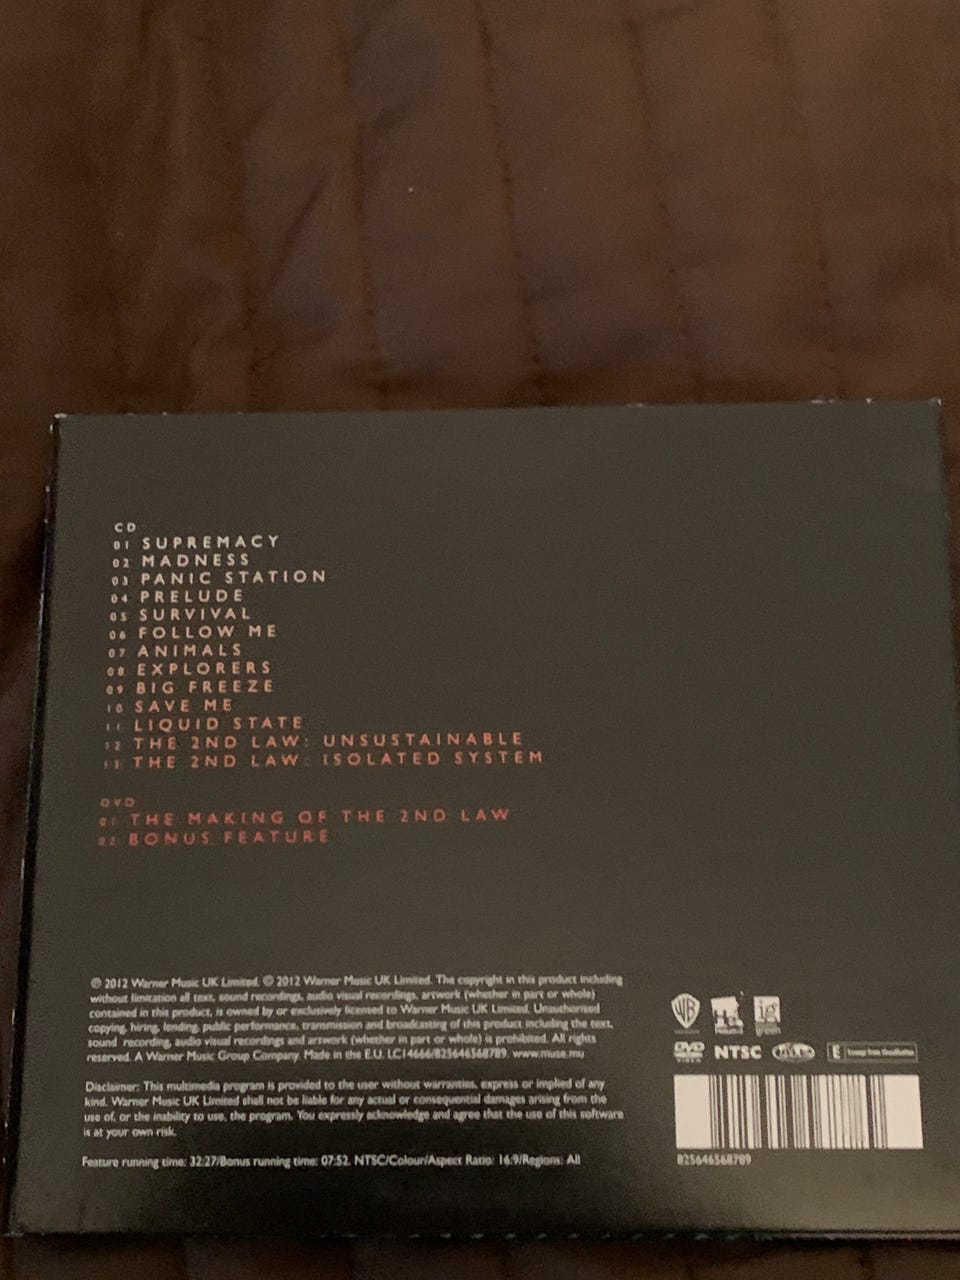 CD
01 SUPREMACY
02 MADNESS
03 PANIC STATION
04 PRELUDE
05 SURVIVAL
06 FOLLOW ME
07 ANIMALS
08 EXPLORERS
09 BIG FREEZE
10 SAVE ME
11 LIQUID STATE
12 THE 2ND LAW: UNSUSTAINABLE
13 THE 2ND LAW: ISOLATED SYSTEM
DVD
01 THE MAKING OF THE 2ND LAW
02 BONUS FEATURE
℗ 2012 Warner Music UK Limited. © 2012 Warner Music UK Limited. The copyright in this product including
without limitation all text, sound recordings, audio visual recordings, artwork (whether in part or whole)
contained in this product, is owned by or exclusively licensed to Warner Music UK Limited. Unauthorised
copying, hiring, lending, public performance, transmission and broadcasting of this product including the text,
sound recording, audio visual recordings and artwork (whether in part or whole) is prohibited. All rights
reserved. A Warner Music Group Company. Made in the E.U. LC14666/825646568789. www.muse.mu
Disclaimer: This multimedia program is provided to the user without warranties, express or implied of any
kind. Warner Music UK Limited shall not be liable for any actual or consequential damages arising from the
use of, or the inability to use, the program. You expressly acknowledge and agree that the use of this software
is at your own risk.
Feature running time: 32:27/Bonus running time: 07:52. NTSC/Colour/Aspect Ratio: 16:9/Regions: All
WB
DVD
VIDEO
NTSC
E
825646568789